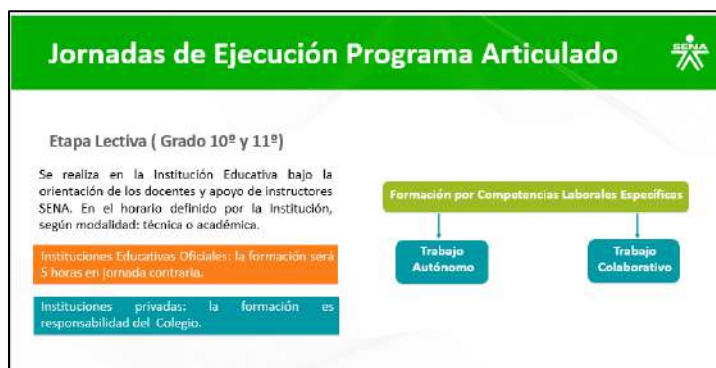 Jornadas de Ejecución Programa Articulado
SENA
Etapa Lectiva ( Grado 10º y 11º)
Se realiza en la Institución Educativa bajo la
orientación de los docentes y apoyo de instructores
SENA. En el horario definido por la institución,
según modalidad: técnica o académica.
Instituciones Educativas Oficiales: la formación será
5 horas en jornada contraria.
Instituciones privadas: la formación es
responsabilidad del Colegio.
Formación por Competencias Laborales Específicas
Trabajo
Autónomo
Trabajo
Colaborativo